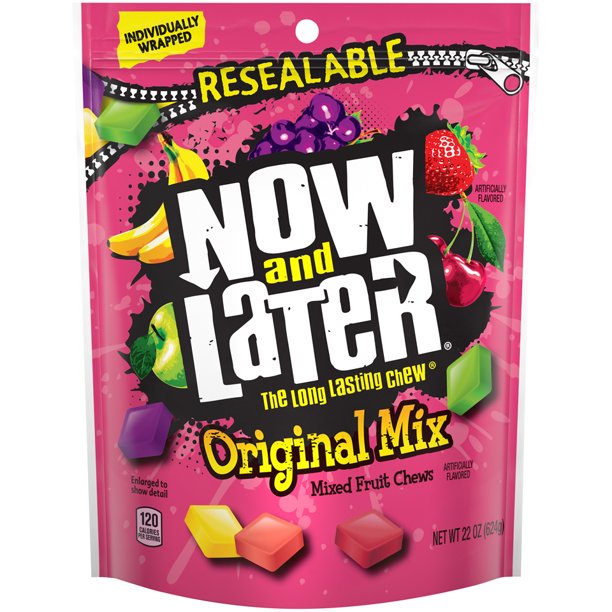 INDIVIDUALLY
WRAPPED
RESEALABLE
NOW
and
LATER®
ARTIFICIALLY
FLAVORED
The Long Lasting Chew®
Original Mix
Mixed Fruit Chews
ARTIFICIALLY
FLAVORED
Enlarged to
show detail
120
CALORIES
PER SERVING
NET WT 22 OZ (624g)